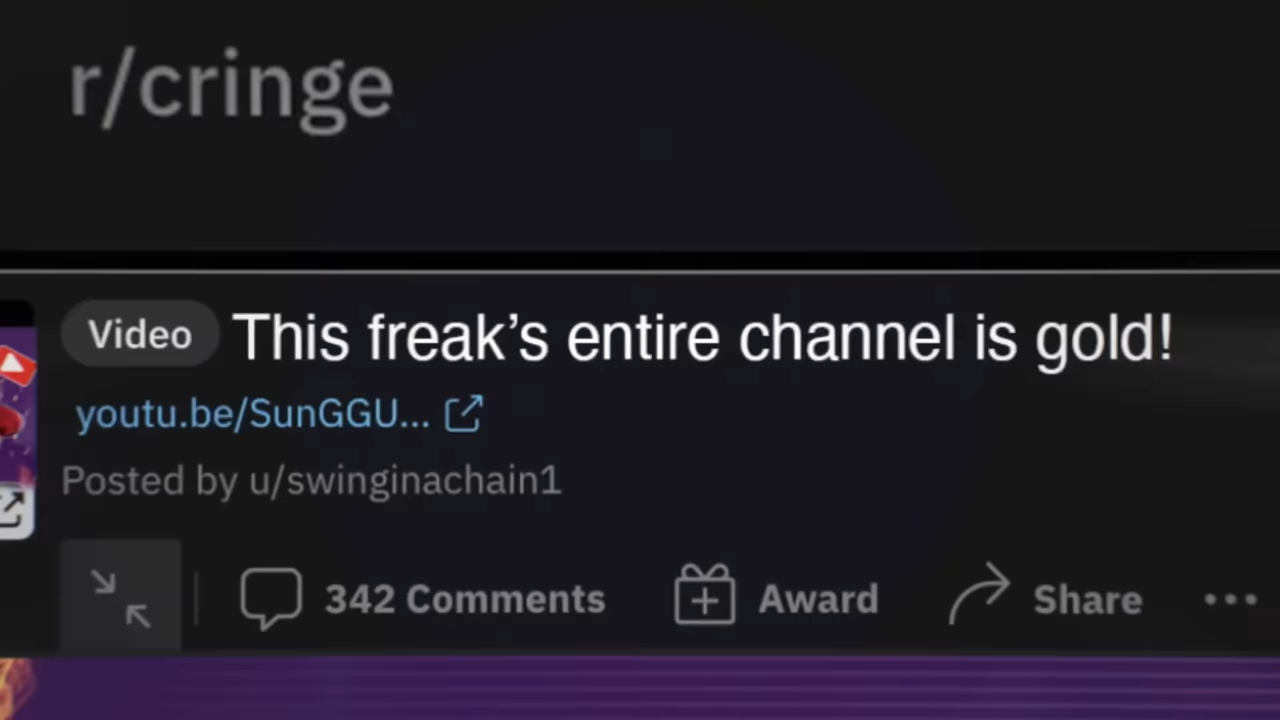 r/cringe
Video This freak’s entire channel is gold!
youtu.be/SunGGU...
Posted by u/swinginachain1
342 Comments Award Share